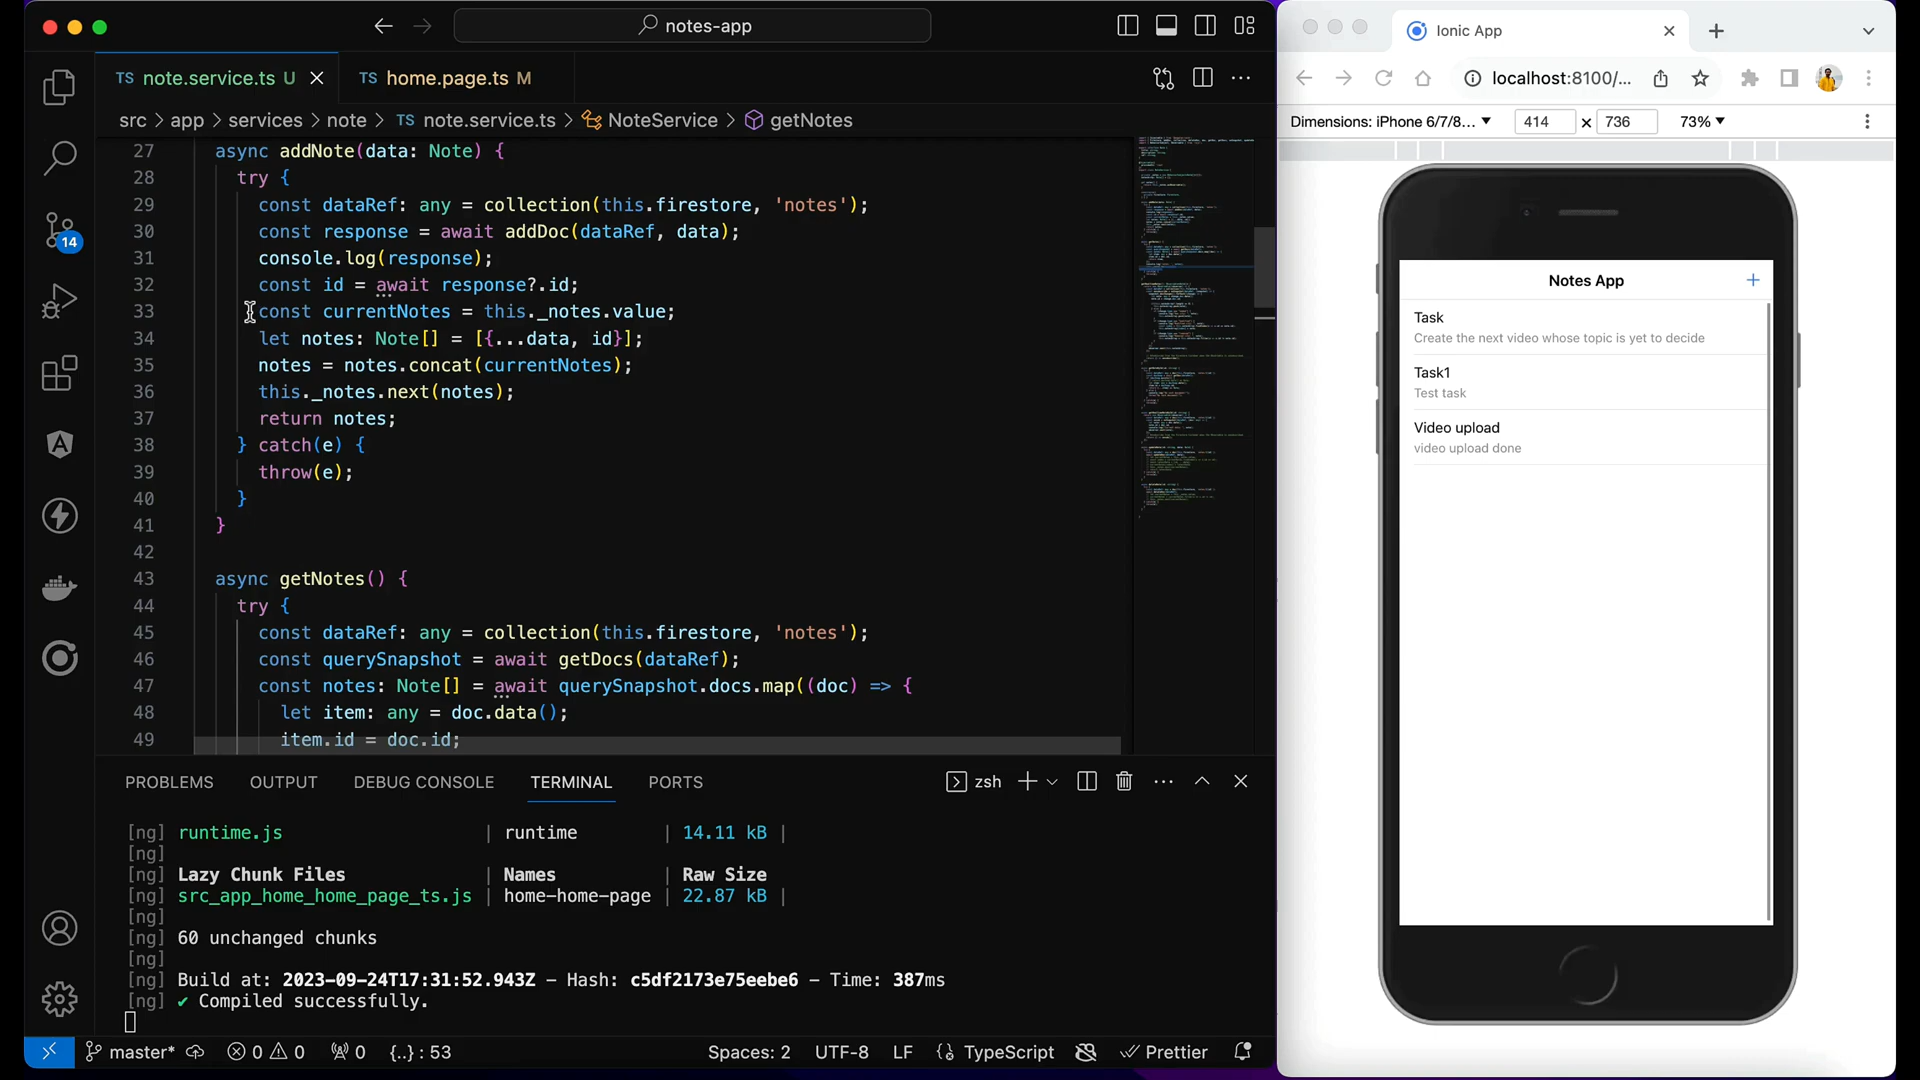 notes-app
TS note.service.ts U
TS home.page.ts M
src > app > services > note > TS note.service.ts > NoteService > getNotes
27 async addNote(data: Note) {
28 try {
29 const dataRef: any = collection(this.firestore, 'notes');
30 const response = await addDoc(dataRef, data);
31 console.log(response);
32 const id = await response?.id;
33 const currentNotes = this._notes.value;
34 let notes: Note[] = [{...data, id}];
35 notes = notes.concat(currentNotes);
36 this._notes.next(notes);
37 return notes;
38 } catch(e) {
39 throw(e);
40 }
41 }
42
43 async getNotes() {
44 try {
45 const dataRef: any = collection(this.firestore, 'notes');
46 const querySnapshot = await getDocs(dataRef);
47 const notes: Note[] = await querySnapshot.docs.map((doc) => {
48 let item: any = doc.data();
49 item.id = doc.id;
14
PROBLEMS OUTPUT DEBUG CONSOLE TERMINAL PORTS
zsh
[ng] runtime.js | runtime | 14.11 kB |
[ng]
[ng] Lazy Chunk Files | Names | Raw Size
[ng] src_app_home_home_page_ts.js | home-home-page | 22.87 kB |
[ng]
[ng] 60 unchanged chunks
[ng]
[ng] Build at: 2023-09-24T17:31:52.943Z - Hash: c5df2173e75eebe6 - Time: 387ms
[ng] ✔ Compiled successfully.
master* 0 0 0 {..} : 53 Spaces: 2 UTF-8 LF TypeScript Prettier
Ionic App
localhost:8100/...
Dimensions: iPhone 6/7/8... 414 x 736 73%
Notes App +
Task
Create the next video whose topic is yet to decide
Task1
Test task
Video upload
video upload done